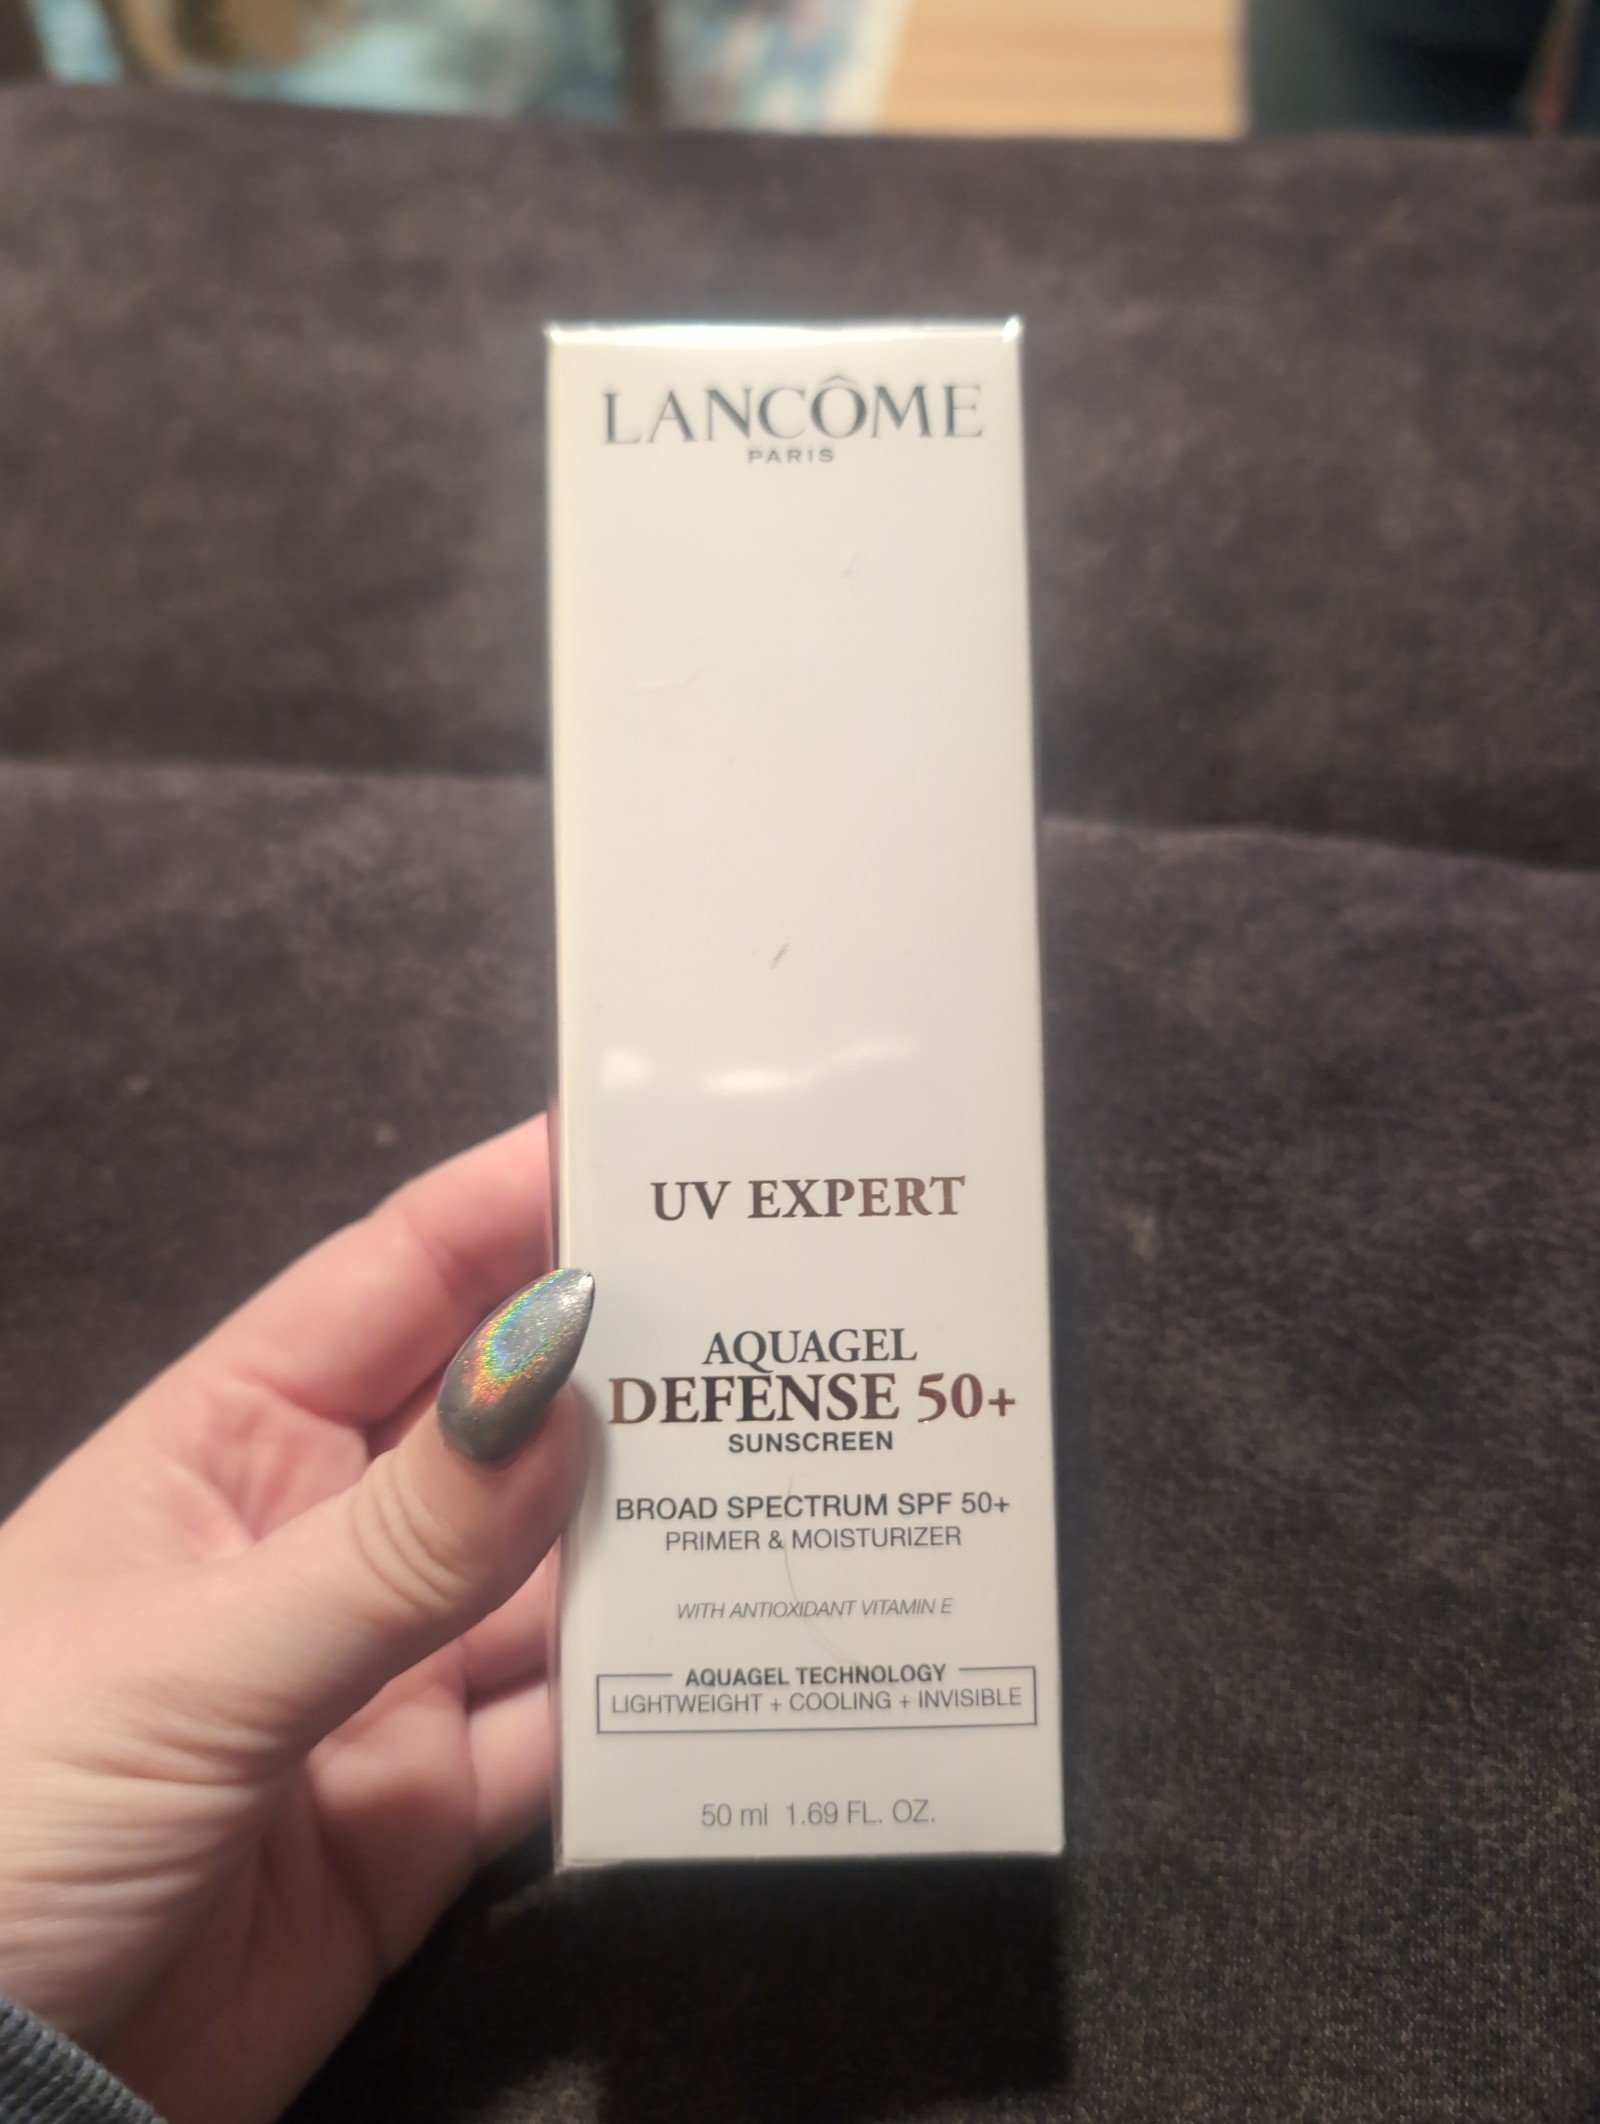 LANCÔME
PARIS
UV EXPERT
AQUAGEL
DEFENSE 50+
SUNSCREEN
BROAD SPECTRUM SPF 50+
PRIMER & MOISTURIZER
WITH ANTIOXIDANT VITAMIN E
AQUAGEL TECHNOLOGY
LIGHTWEIGHT + COOLING + INVISIBLE
50 ml 1.69 FL. OZ.